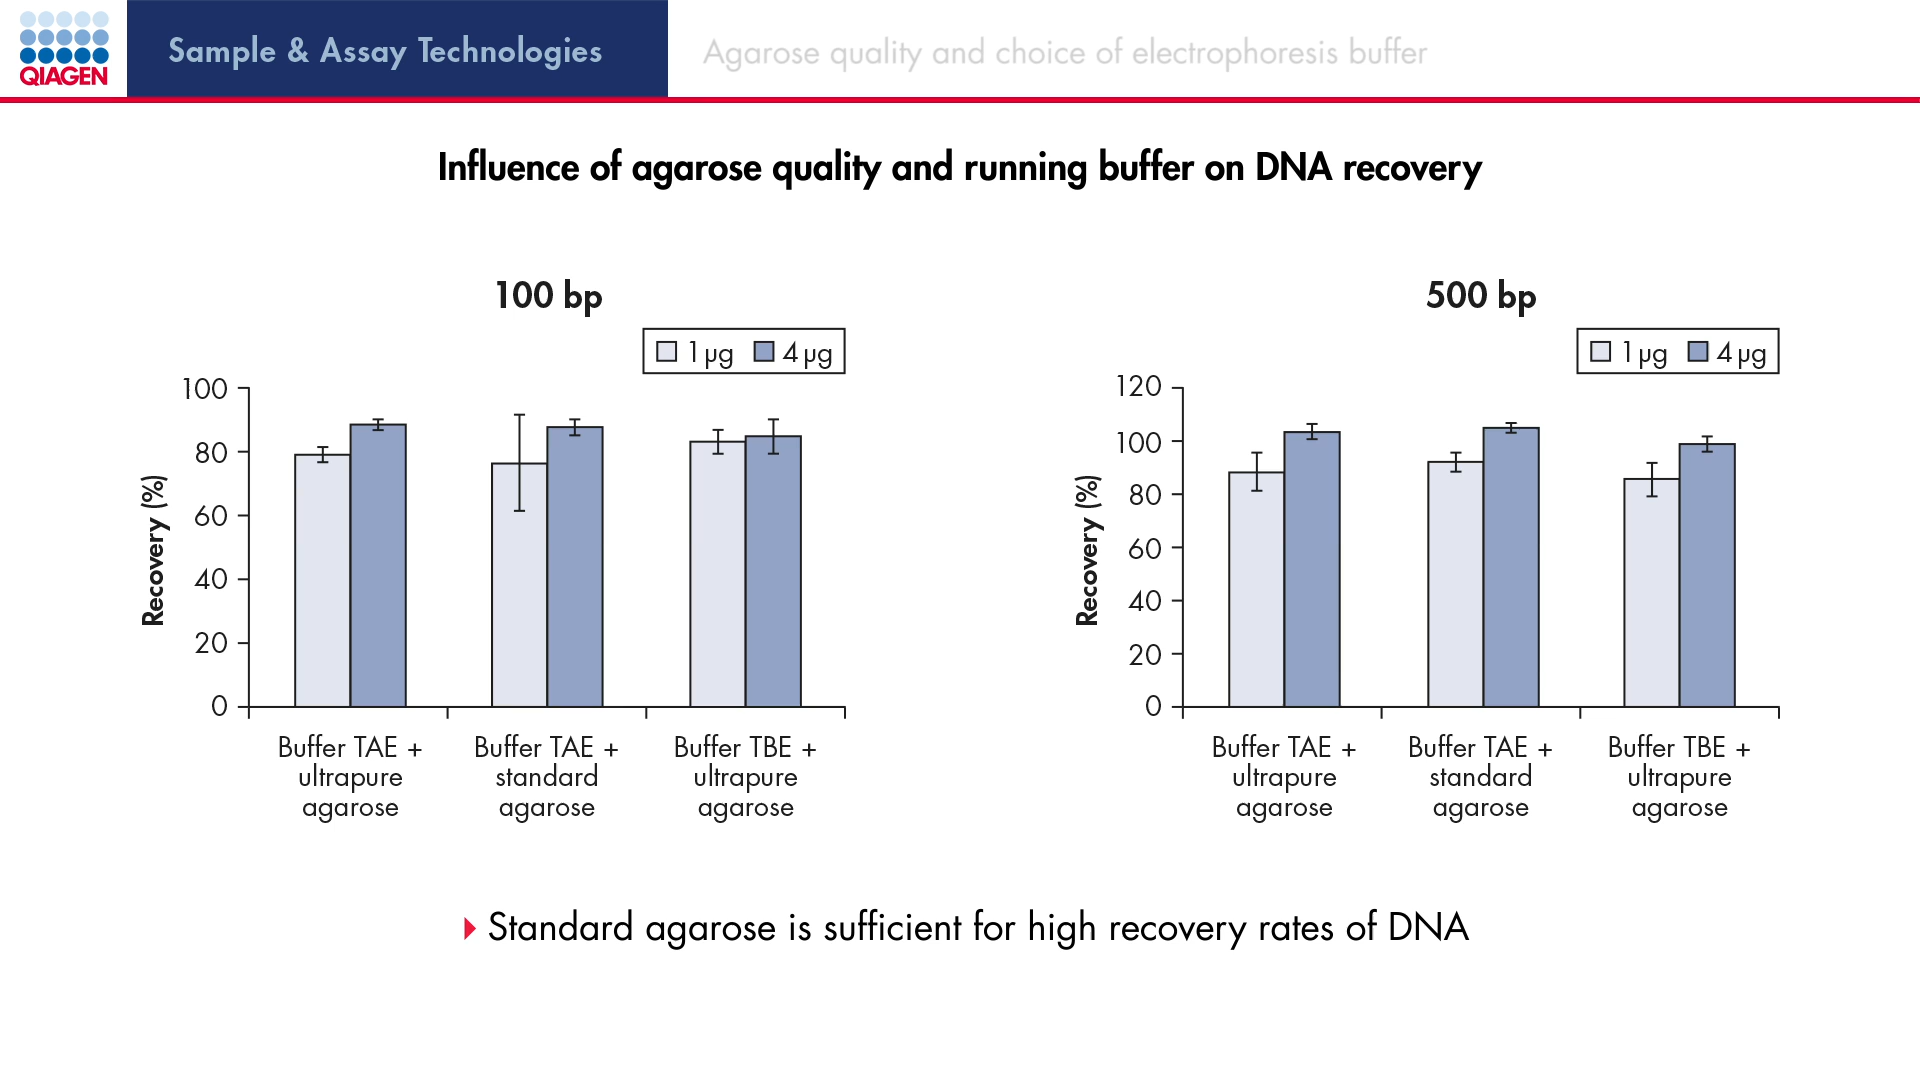 QIAGEN
Sample & Assay Technologies
Agarose quality and choice of electrophoresis buffer
Influence of agarose quality and running buffer on DNA recovery
100 bp
1 µg 4 µg
Recovery (%)
100
80
60
40
20
0
Buffer TAE +
ultrapure
agarose
Buffer TAE +
standard
agarose
Buffer TBE +
ultrapure
agarose
500 bp
1 µg 4 µg
Recovery (%)
120
100
80
60
40
20
0
Buffer TAE +
ultrapure
agarose
Buffer TAE +
standard
agarose
Buffer TBE +
ultrapure
agarose
Standard agarose is sufficient for high recovery rates of DNA